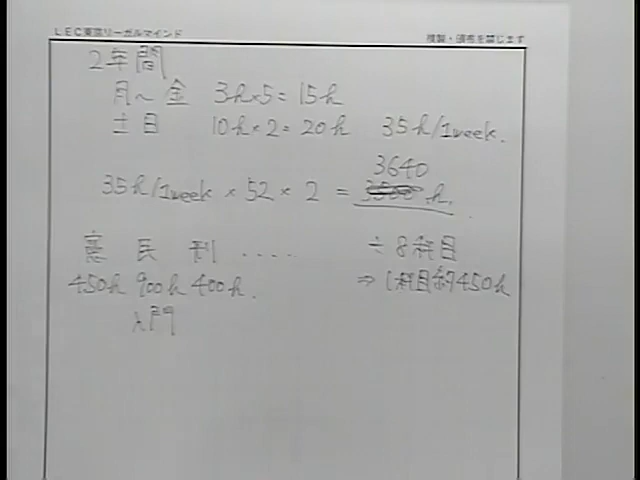 LEC東京リーガルマインド 複製・頒布を禁じます
2年間
月〜金 3h×5=15h
土日 10h×2=20h 35h/1week.
3640
35h/1week × 52 × 2 = h.
憲 民 刑 .... ÷8科目
450h 900h 400h. ⇒1科目約450h
入門